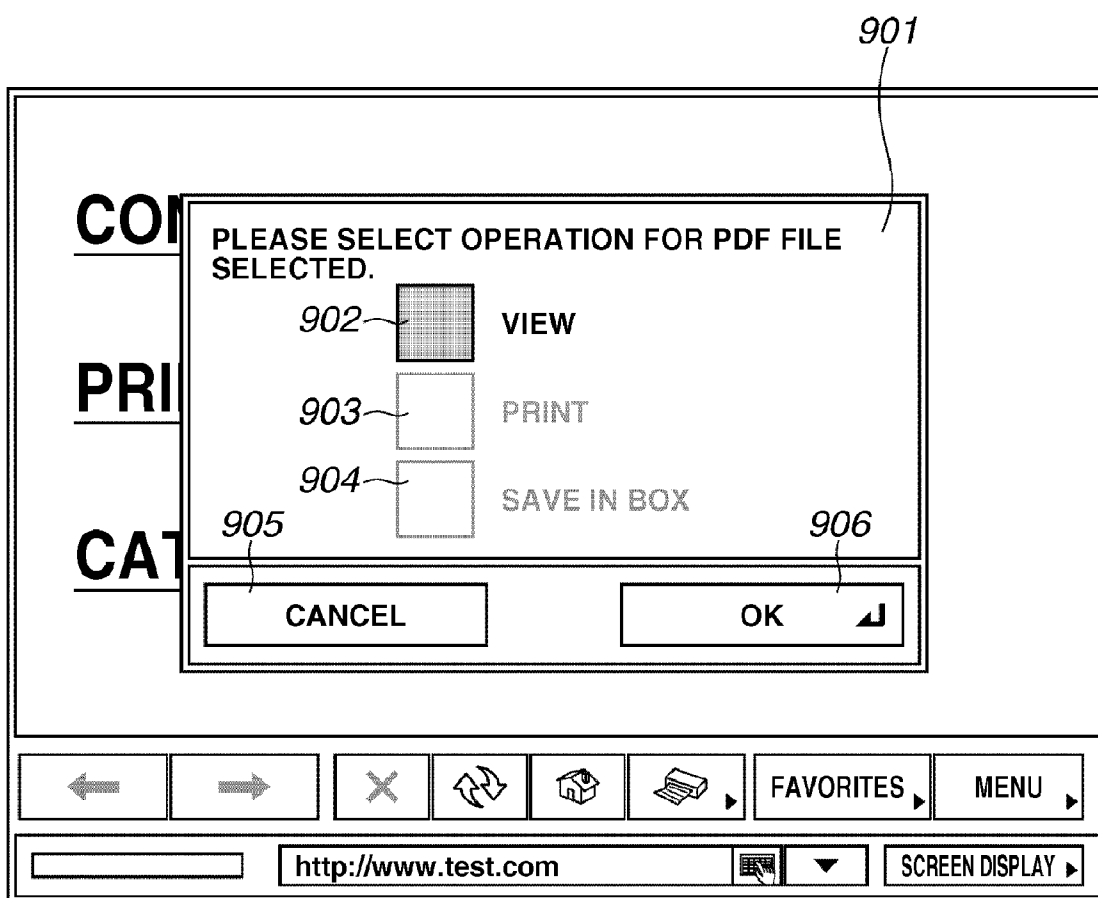 901
CON
PLEASE SELECT OPERATION FOR PDF FILE
SELECTED.
902
VIEW
PRI
903
PRINT
904
SAVE IN BOX
905
906
CAT
CANCEL
OK
FAVORITES
MENU
http://www.test.com
SCREEN DISPLAY